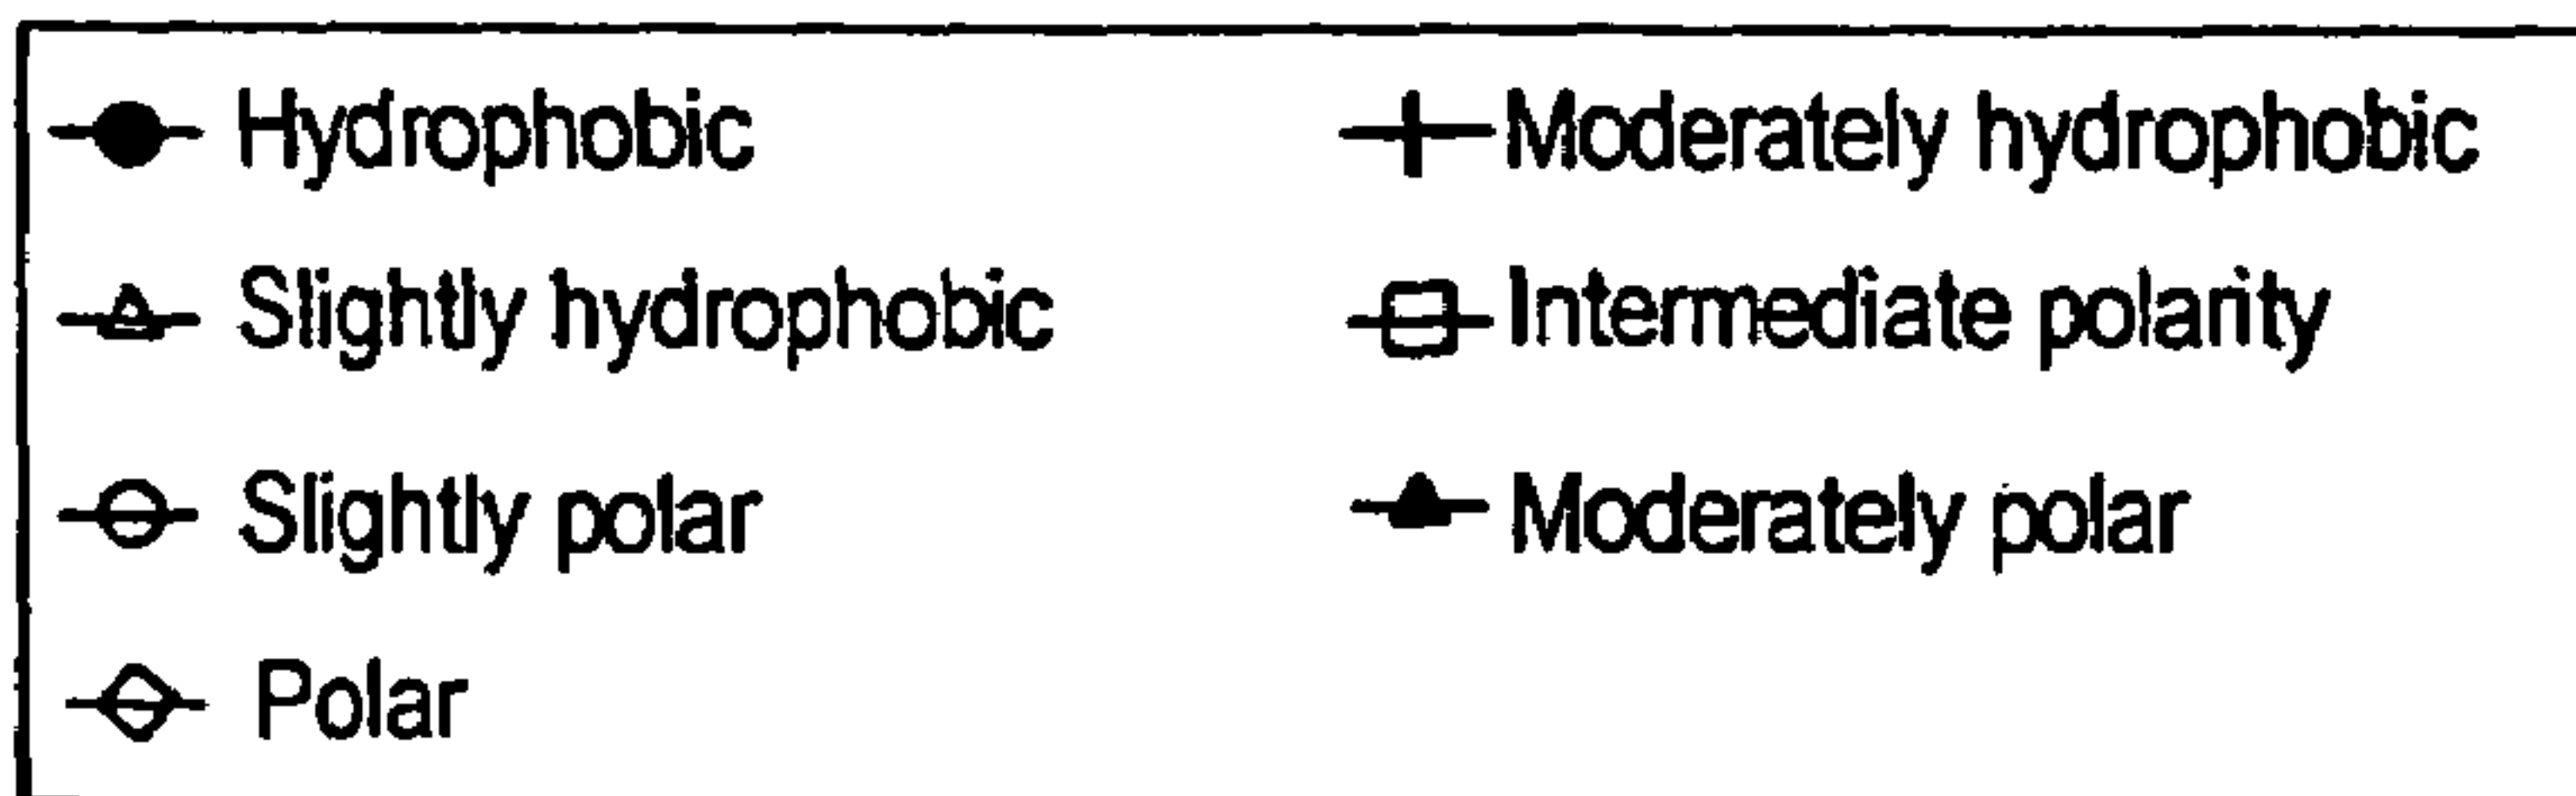 Hydrophobic Moderately hydrophobic
Slightly hydrophobic Intermediate polarity
Slightly polar Moderately polar
Polar